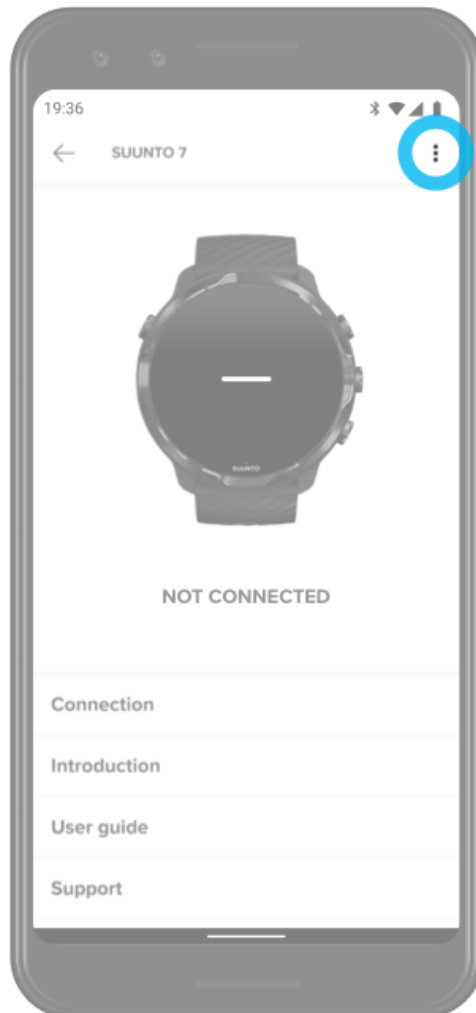 19:36
SUUNTO 7
SUUNTO
NOT CONNECTED
Connection
Introduction
User guide
Support